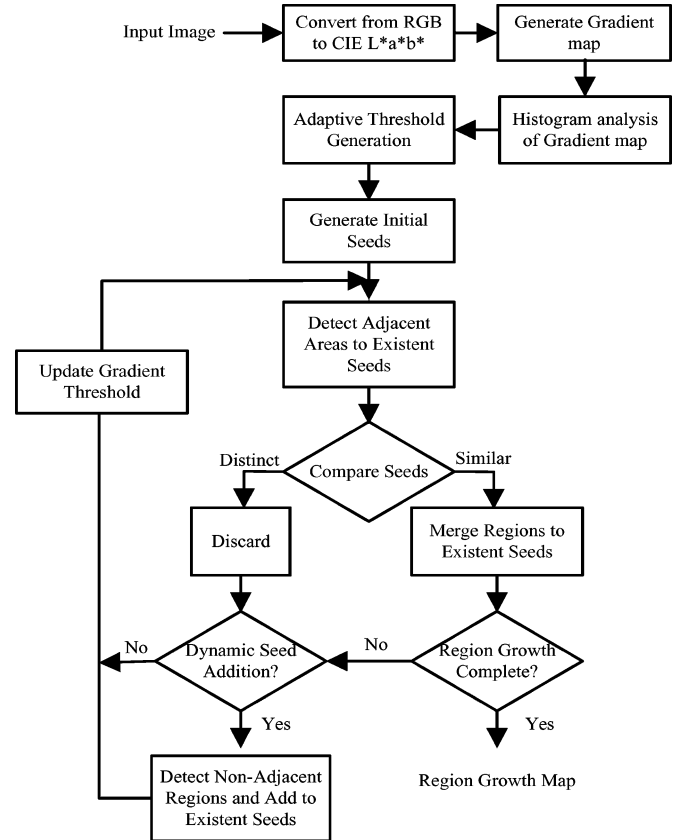 Input Image
Convert from RGB
to CIE L*a*b*
Generate Gradient
map
Adaptive Threshold
Generation
Histogram analysis
of Gradient map
Generate Initial
Seeds
Detect Adjacent
Areas to Existent
Seeds
Update Gradient
Threshold
Distinct
Compare Seeds
Similar
Discard
Merge Regions to
Existent Seeds
No
Dynamic Seed
Addition?
No
Region Growth
Complete?
Yes
Yes
Detect Non-Adjacent
Regions and Add to
Existent Seeds
Region Growth Map